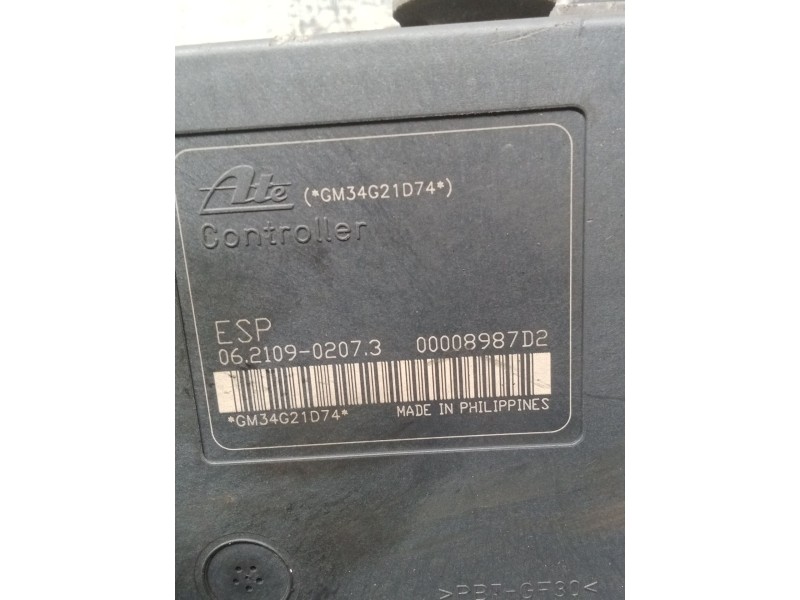 Ate (*GM34G21D74*)
Controller
ESP
06.2109-0207.3 00008987D2
*GM34G21D74* MADE IN PHILIPPINES
>PBT-GF30<